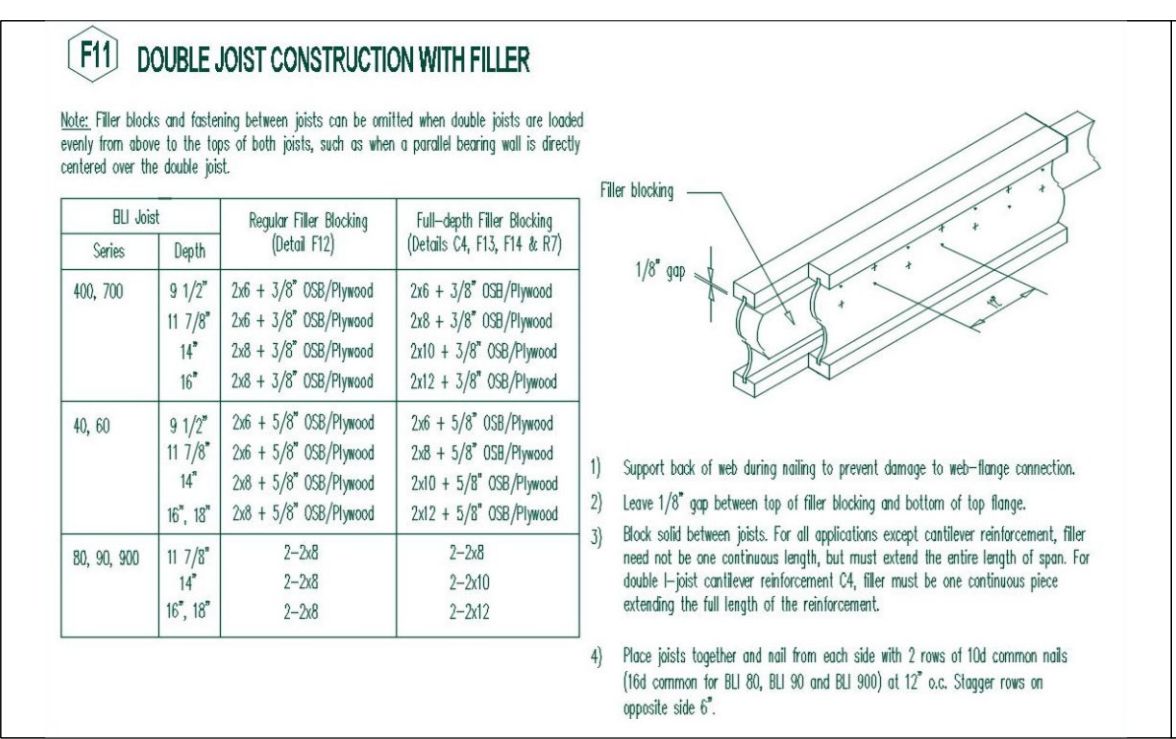 F11 DOUBLE JOIST CONSTRUCTION WITH FILLER
Note: Filler blocks and fastening between joists can be omitted when double joists are loaded
evenly from above to the tops of both joists, such as when a parallel bearing wall is directly
centered over the double joist.
BLI Joist Regular Filler Blocking Full-depth Filler Blocking
Series Depth (Detail F12) (Details C4, F13, F14 & R7)
400, 700 9 1/2" 2x6 + 3/8" OSB/Plywood 2x6 + 3/8" OSB/Plywood
11 7/8" 2x6 + 3/8" OSB/Plywood 2x8 + 3/8" OSB/Plywood
14" 2x8 + 3/8" OSB/Plywood 2x10 + 3/8" OSB/Plywood
16" 2x8 + 3/8" OSB/Plywood 2x12 + 3/8" OSB/Plywood
40, 60 9 1/2" 2x6 + 5/8" OSB/Plywood 2x6 + 5/8" OSB/Plywood
11 7/8" 2x6 + 5/8" OSB/Plywood 2x8 + 5/8" OSB/Plywood
14" 2x8 + 5/8" OSB/Plywood 2x10 + 5/8" OSB/Plywood
16", 18" 2x8 + 5/8" OSB/Plywood 2x12 + 5/8" OSB/Plywood
80, 90, 900 11 7/8" 2-2x8 2-2x8
14" 2-2x8 2-2x10
16", 18" 2-2x8 2-2x12
Filler blocking
1/8" gap
1) Support back of web during nailing to prevent damage to web-flange connection.
2) Leave 1/8" gap between top of filler blocking and bottom of top flange.
3) Block solid between joists. For all applications except cantilever reinforcement, filler
need not be one continuous length, but must extend the entire length of span. For
double I-joist cantilever reinforcement C4, filler must be one continuous piece
extending the full length of the reinforcement.
4) Place joists together and nail from each side with 2 rows of 10d common nails
(16d common for BLI 80, BLI 90 and BLI 900) at 12" o.c. Stagger rows on
opposite side 6".